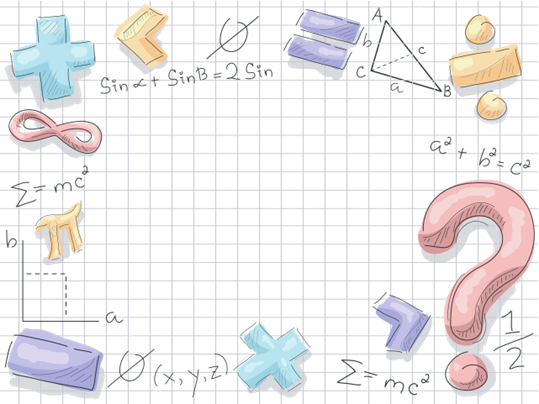 + < ∅ = A ÷
b c
Sin α + Sin B = 2 Sin
C a B
∞
a² + b² = c²
Σ = mc²
π
b
?
a
1/2
− ∅ (x, y, z) × >
Σ = mc²